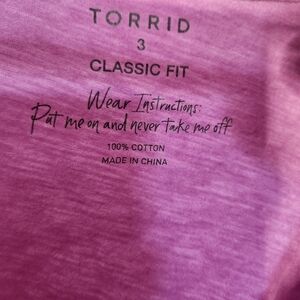 TORRID
3
CLASSIC FIT
Wear Instructions:
Put me on and never take me off
100% COTTON
MADE IN CHINA